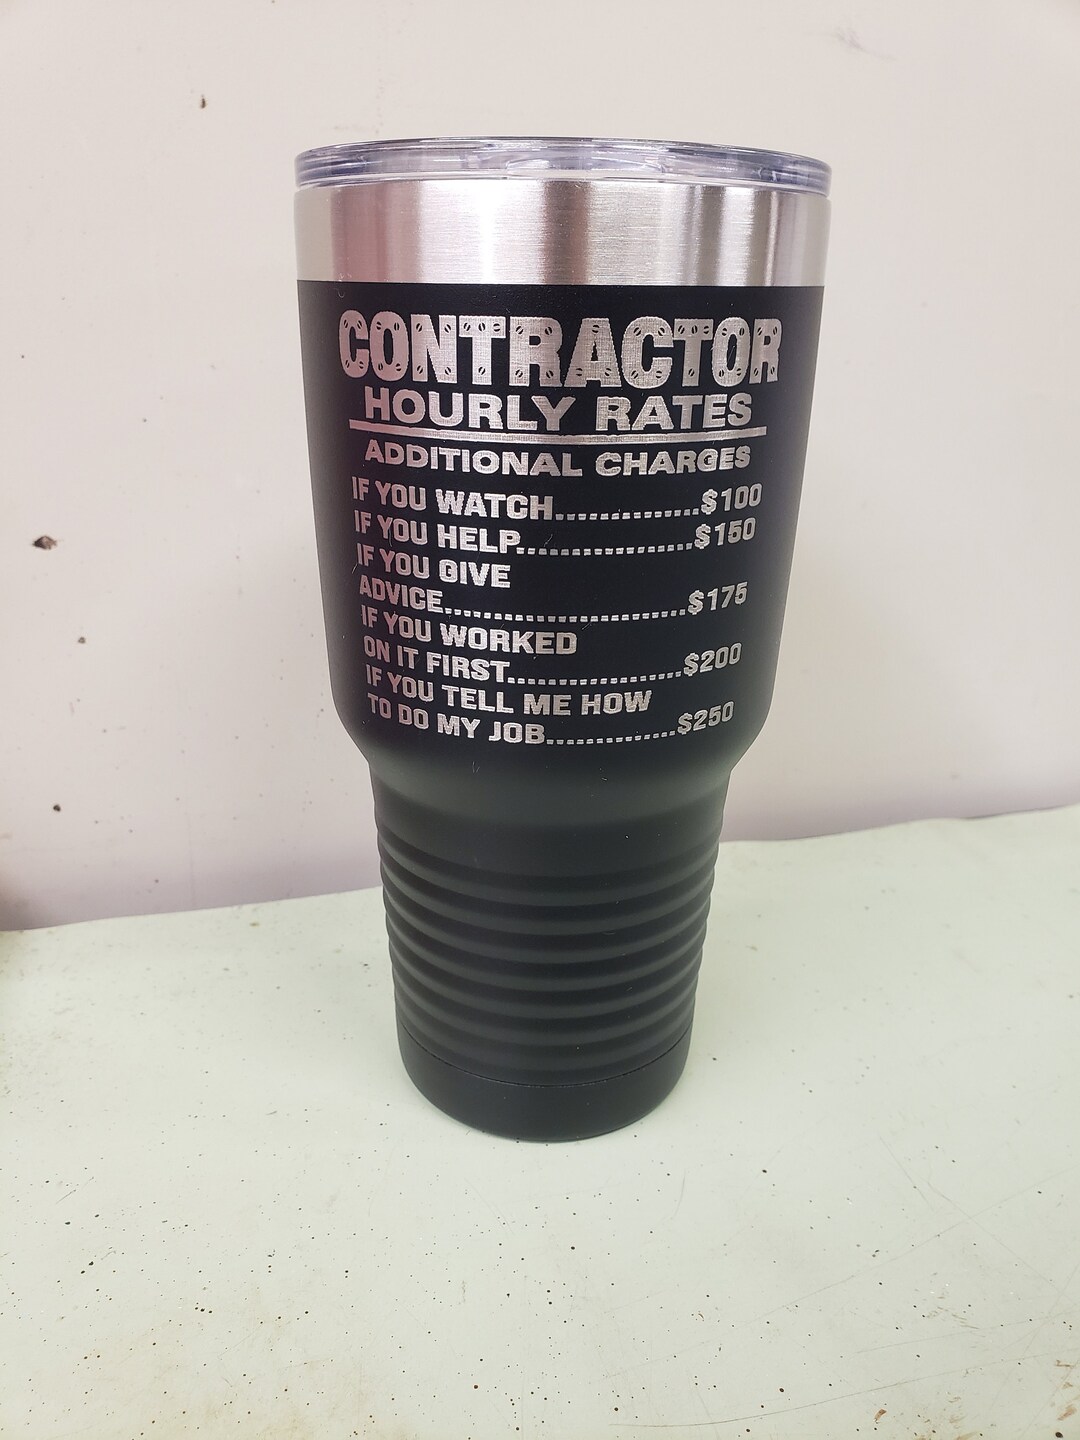 CONTRACTOR
HOURLY RATES
ADDITIONAL CHARGES
IF YOU WATCH...............$100
IF YOU HELP..................$150
IF YOU GIVE
ADVICE.........................$175
IF YOU WORKED
ON IT FIRST..................$200
IF YOU TELL ME HOW
TO DO MY JOB..............$250